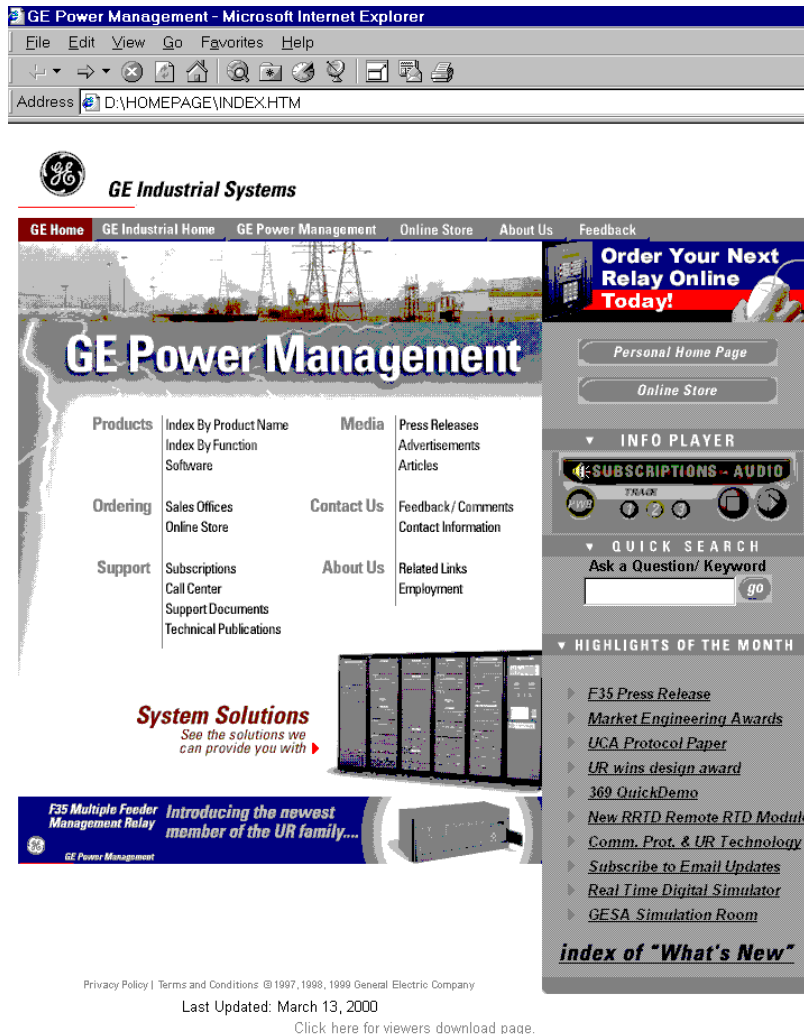 GE Power Management - Microsoft Internet Explorer
File Edit View Go Favorites Help
Address D:\HOMEPAGE\INDEX.HTM
GE Industrial Systems
GE Home GE Industrial Home GE Power Management Online Store About Us Feedback
Order Your Next
Relay Online
Today!
GE Power Management
Personal Home Page
Online Store
Products
Index By Product Name
Index By Function
Software
Media
Press Releases
Advertisements
Articles
Ordering
Sales Offices
Online Store
Contact Us
Feedback / Comments
Contact Information
Support
Subscriptions
Call Center
Support Documents
Technical Publications
About Us
Related Links
Employment
System Solutions
See the solutions we
can provide you with
F35 Multiple Feeder
Management Relay
GE Power Management
Introducing the newest
member of the UR family....
INFO PLAYER
SUBSCRIPTIONS - AUDIO
TRACK
PWR
1 2 3
QUICK SEARCH
Ask a Question/ Keyword
go
HIGHLIGHTS OF THE MONTH
F35 Press Release
Market Engineering Awards
UCA Protocol Paper
UR wins design award
369 QuickDemo
New RRTD Remote RTD Module
Comm. Prot. & UR Technology
Subscribe to Email Updates
Real Time Digital Simulator
GESA Simulation Room
index of "What's New"
Privacy Policy | Terms and Conditions @ 1997, 1998, 1999 General Electric Company
Last Updated: March 13, 2000
Click here for viewers download page.